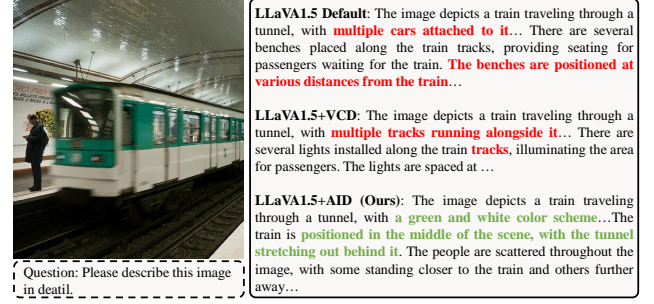 LLaVA1.5 Default: The image depicts a train traveling through a
tunnel, with multiple cars attached to it… There are several
benches placed along the train tracks, providing seating for
passengers waiting for the train. The benches are positioned at
various distances from the train…
LLaVA1.5+VCD: The image depicts a train traveling through a
tunnel, with multiple tracks running alongside it… There are
several lights installed along the train tracks, illuminating the area
for passengers. The lights are spaced at …
LLaVA1.5+AID (Ours): The image depicts a train traveling
through a tunnel, with a green and white color scheme…The
train is positioned in the middle of the scene, with the tunnel
stretching out behind it. The people are scattered throughout the
image, with some standing closer to the train and others further
away…
Question: Please describe this image
in deatil.